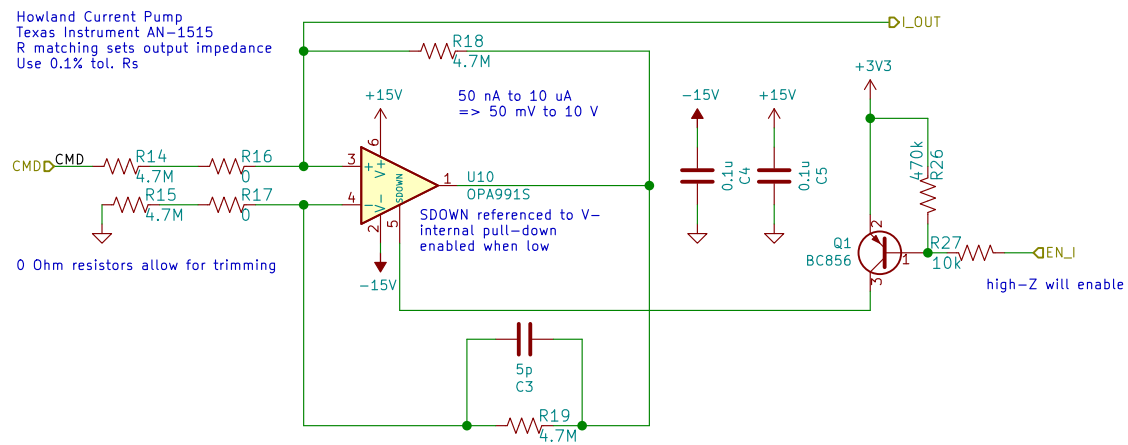 Howland Current Pump
Texas Instrument AN-1515
R matching sets output impedance
Use 0.1% tol. Rs
I_OUT
R18
4.7M
+3V3
50 nA to 10 uA
=> 50 mV to 10 V
+15V
-15V
+15V
CMD
CMD
R14
4.7M
R16
0
3
6
+
V+
1
U10
OPA991S
0.1u
C4
0.1u
C5
470k
R26
R15
4.7M
R17
0
4
-
V-
SDOWN
2
5
SDOWN referenced to V-
internal pull-down
enabled when low
Q1
BC856
2
1
3
R27
10k
EN_I
high-Z will enable
0 Ohm resistors allow for trimming
-15V
5p
C3
R19
4.7M